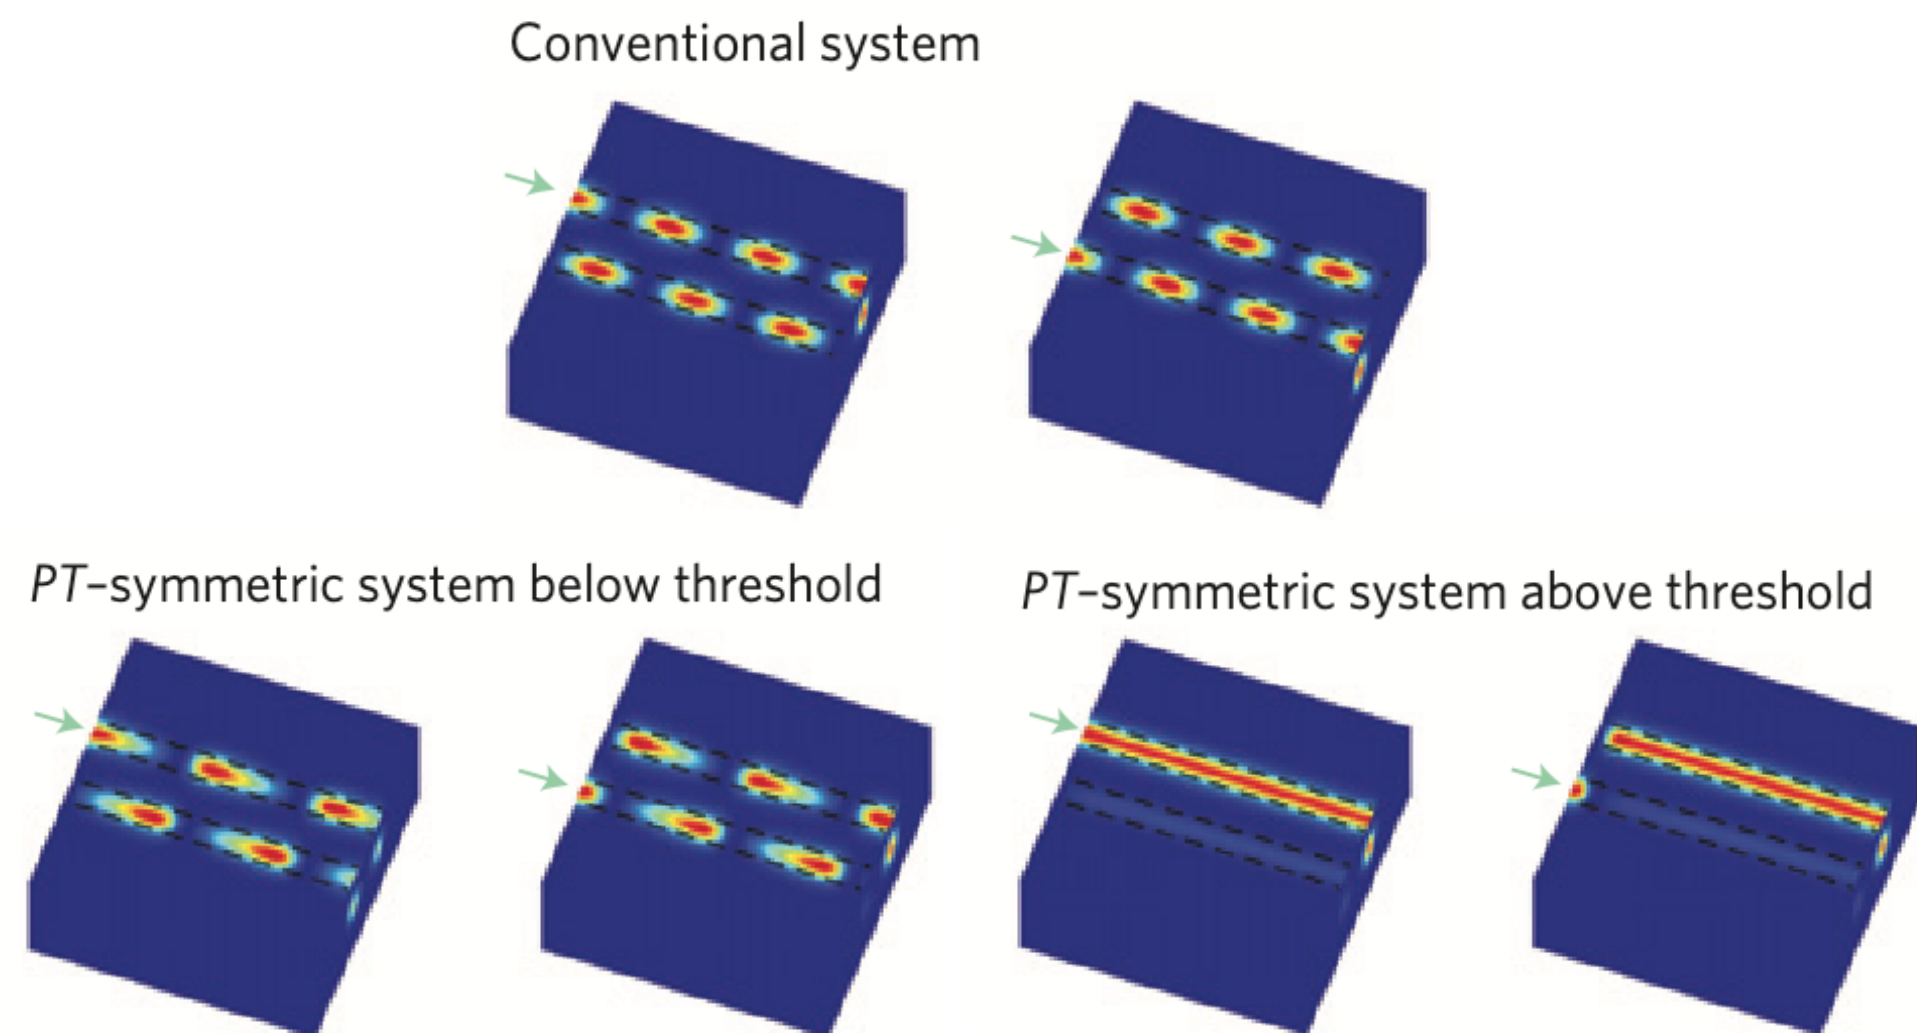 Conventional system
PT–symmetric system below threshold
PT–symmetric system above threshold